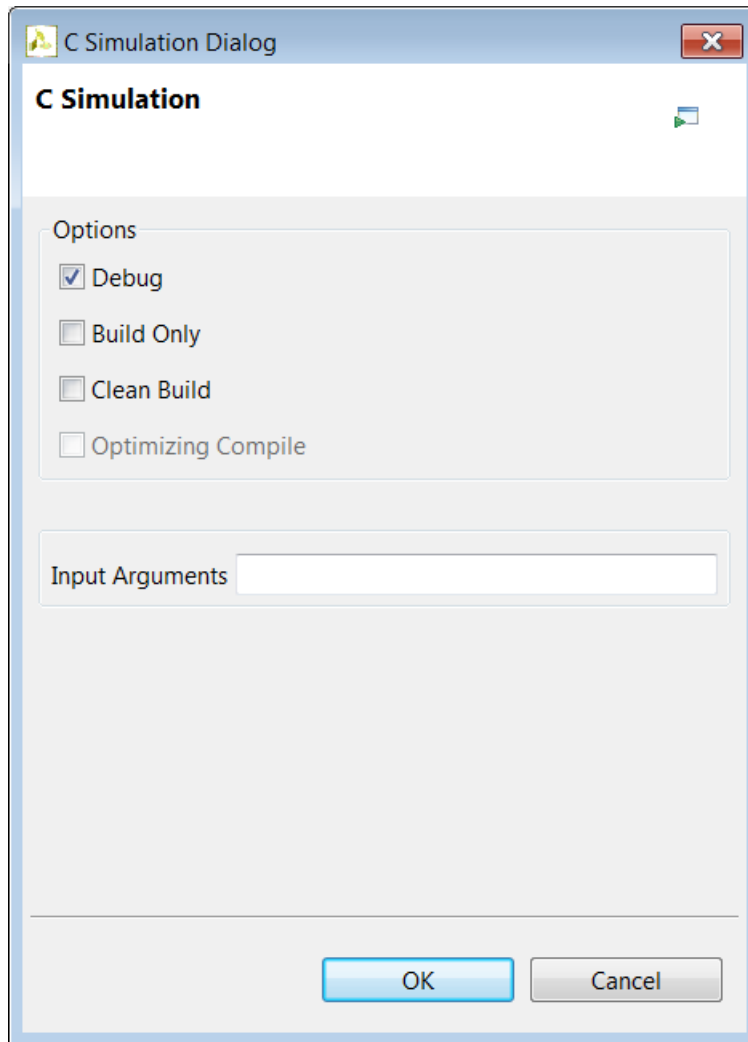 C Simulation Dialog
C Simulation
Options
Debug
Build Only
Clean Build
Optimizing Compile
Input Arguments
OK
Cancel